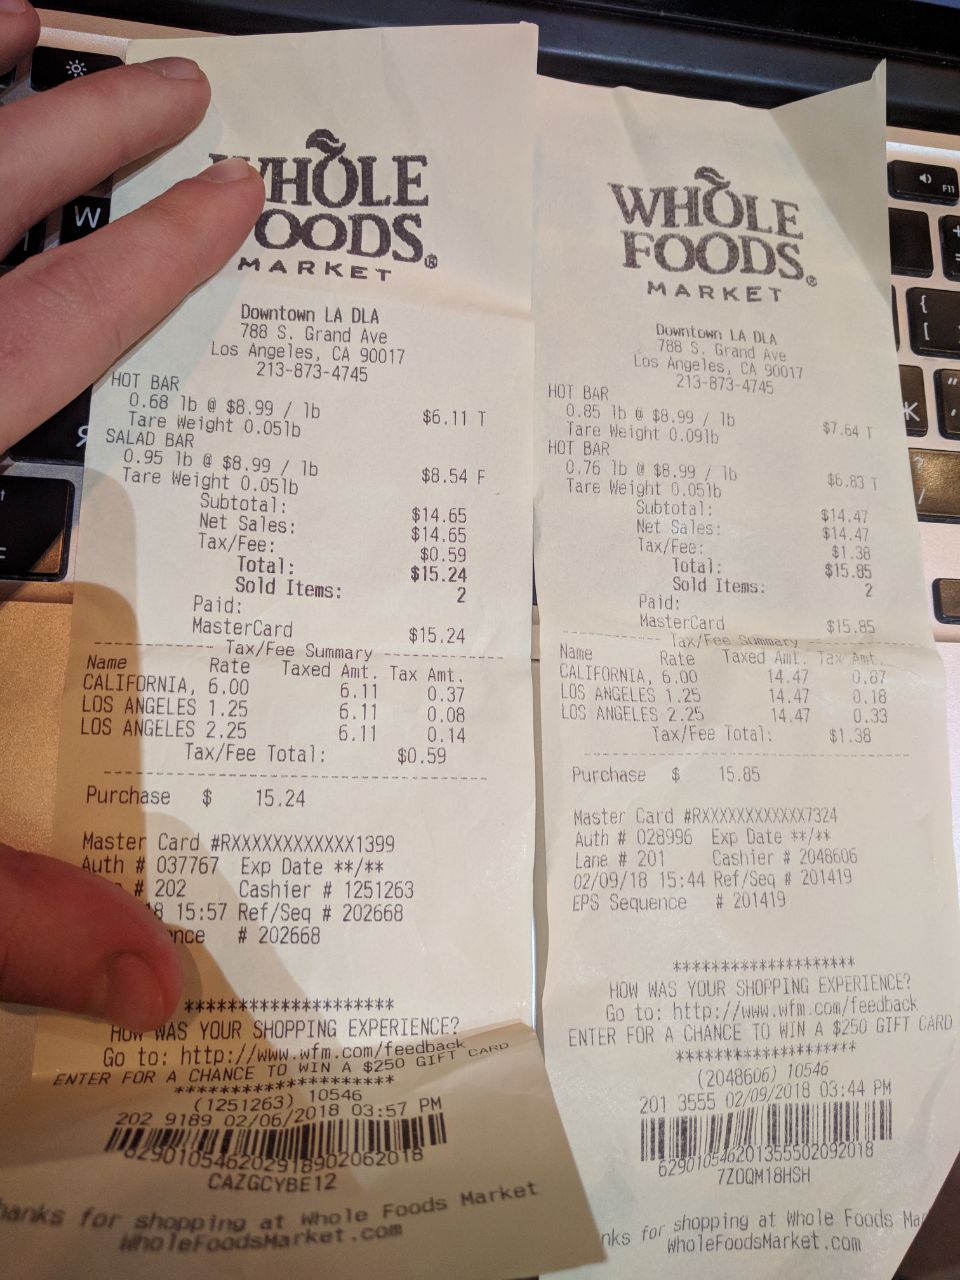 WHOLE
FOODS®
MARKET
Downtown LA DLA
788 S. Grand Ave
Los Angeles, CA 90017
213-873-4745
HOT BAR
0.68 lb @ $8.99 / lb $6.11 T
Tare Weight 0.05lb
SALAD BAR
0.95 lb @ $8.99 / lb $8.54 F
Tare Weight 0.05lb
Subtotal: $14.65
Net Sales: $14.65
Tax/Fee: $0.59
Total: $15.24
Sold Items: 2
Paid:
MasterCard $15.24
Tax/Fee Summary
Name Rate Taxed Amt. Tax Amt.
CALIFORNIA, 6.00 6.11 0.37
LOS ANGELES 1.25 6.11 0.08
LOS ANGELES 2.25 6.11 0.14
Tax/Fee Total: $0.59
Purchase $ 15.24
Master Card #RXXXXXXXXXXXX1399
Auth # 037767 Exp Date **/**
# 202 Cashier # 1251263
15:57 Ref/Seq # 202668
# 202668
********************
HOW WAS YOUR SHOPPING EXPERIENCE?
Go to: http://www.wfm.com/feedback
ENTER FOR A CHANCE TO WIN A $250 GIFT CARD
********************
(1251263) 10546
202 9189 02/06/2018 03:57 PM
629010546202918902062018
CAZGCYBE12
for shopping at Whole Foods Market
WholeFoodsMarket.com
WHOLE
FOODS®
MARKET
Downtown LA DLA
788 S. Grand Ave
Los Angeles, CA 90017
213-873-4745
HOT BAR
0.85 lb @ $8.99 / lb $7.64 T
Tare Weight 0.09lb
HOT BAR
0.76 lb @ $8.99 / lb $6.83 T
Tare Weight 0.05lb
Subtotal: $14.47
Net Sales: $14.47
Tax/Fee: $1.38
Total: $15.85
Sold Items: 2
Paid:
MasterCard $15.85
Tax/Fee Summary
Name Rate Taxed Amt. Tax Amt.
CALIFORNIA, 6.00 14.47 0.87
LOS ANGELES 1.25 14.47 0.18
LOS ANGELES 2.25 14.47 0.33
Tax/Fee Total: $1.38
Purchase $ 15.85
Master Card #RXXXXXXXXXXXX7324
Auth # 028996 Exp Date **/**
Lane # 201 Cashier # 2048606
02/09/18 15:44 Ref/Seq # 201419
EPS Sequence # 201419
********************
HOW WAS YOUR SHOPPING EXPERIENCE?
Go to: http://www.wfm.com/feedback
ENTER FOR A CHANCE TO WIN A $250 GIFT CARD
********************
(2048606) 10546
201 3555 02/09/2018 03:44 PM
629010546201355502092018
7ZOQM18HSH
for shopping at Whole Foods
WholeFoodsMarket.com
W
F11
K